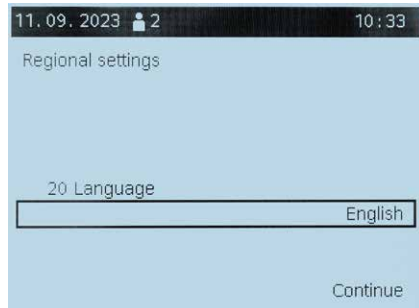 11.09.2023 2 10:33
Regional settings
20 Language
English
Continue